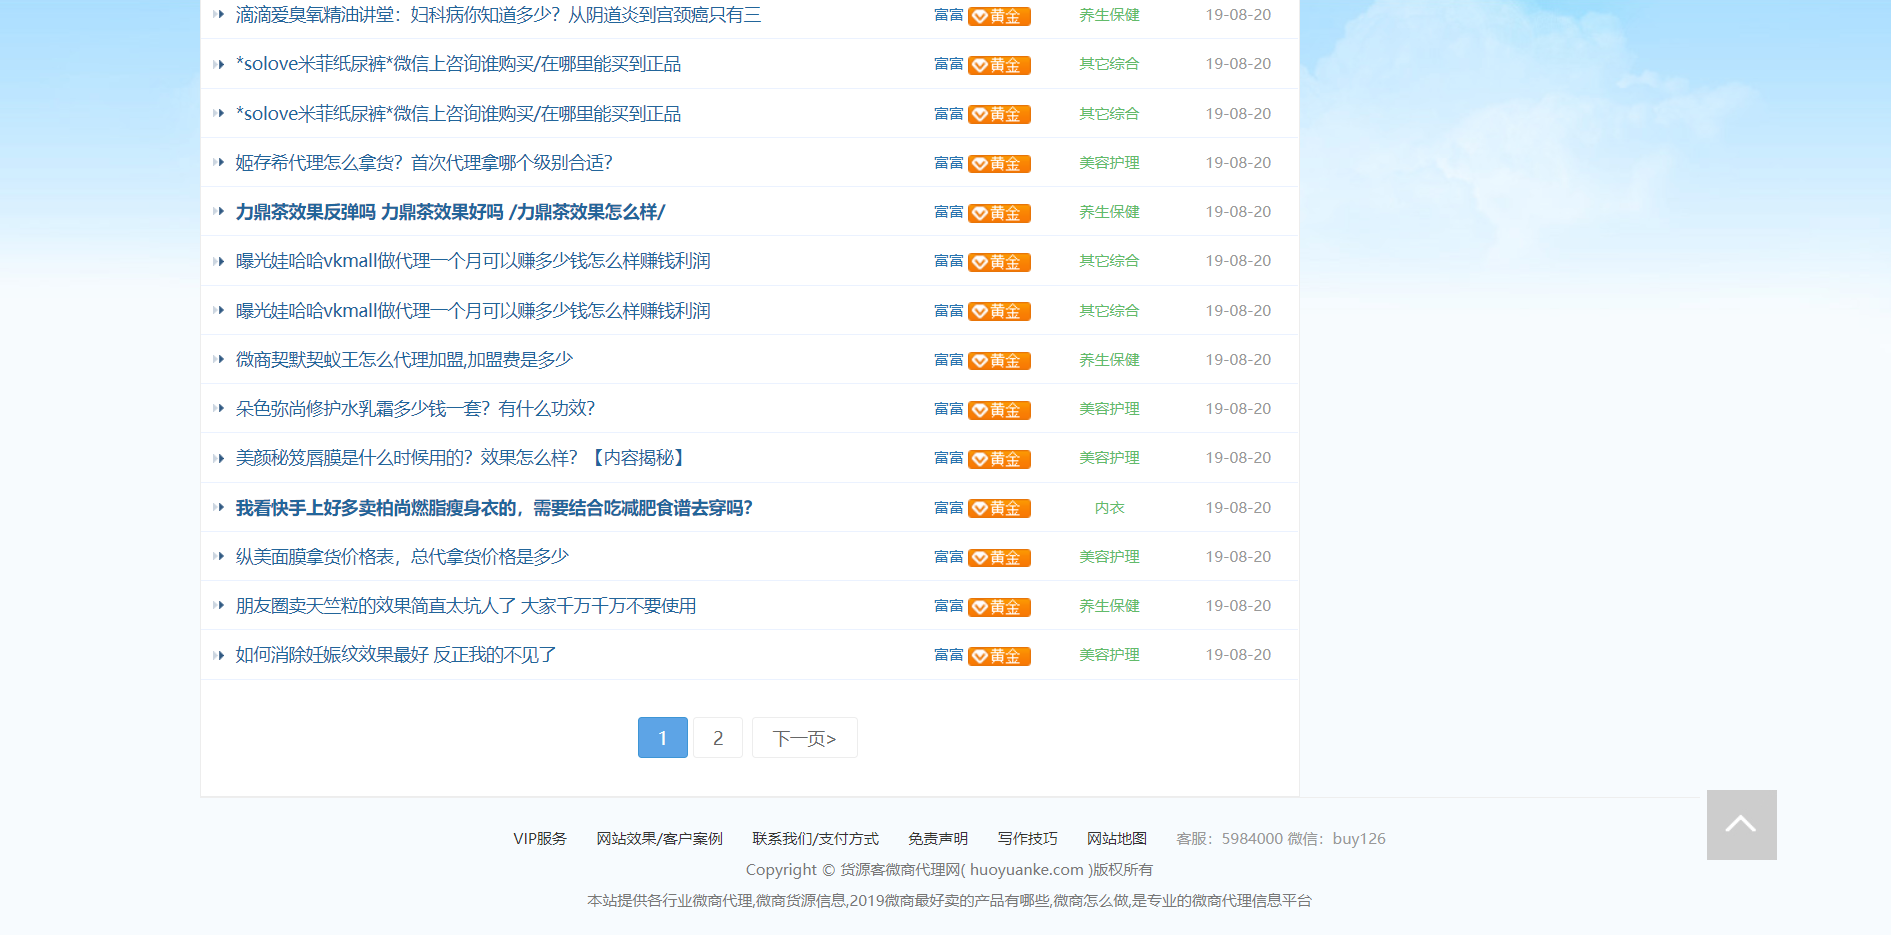 滴滴爱臭氧精油讲堂：妇科病你知道多少？从阴道炎到宫颈癌只有三 富富 黄金 养生保健 19-08-20
*solove米菲纸尿裤*微信上咨询谁购买/在哪里能买到正品 富富 黄金 其它综合 19-08-20
*solove米菲纸尿裤*微信上咨询谁购买/在哪里能买到正品 富富 黄金 其它综合 19-08-20
姬存希代理怎么拿货？首次代理拿哪个级别合适？ 富富 黄金 美容护理 19-08-20
力鼎茶效果反弹吗 力鼎茶效果好吗 /力鼎茶效果怎么样/ 富富 黄金 养生保健 19-08-20
曝光娃哈哈vkmall做代理一个月可以赚多少钱怎么样赚钱利润 富富 黄金 其它综合 19-08-20
曝光娃哈哈vkmall做代理一个月可以赚多少钱怎么样赚钱利润 富富 黄金 其它综合 19-08-20
微商契默契蚁王怎么代理加盟,加盟费是多少 富富 黄金 养生保健 19-08-20
朵色弥尚修护水乳霜多少钱一套？有什么功效？ 富富 黄金 美容护理 19-08-20
美颜秘笈唇膜是什么时候用的？效果怎么样？【内容揭秘】 富富 黄金 美容护理 19-08-20
我看快手上好多卖柏尚燃脂瘦身衣的，需要结合吃减肥食谱去穿吗？ 富富 黄金 内衣 19-08-20
纵美面膜拿货价格表，总代拿货价格是多少 富富 黄金 美容护理 19-08-20
朋友圈卖天竺粒的效果简直太坑人了 大家千万千万不要使用 富富 黄金 养生保健 19-08-20
如何消除妊娠纹效果最好 反正我的不见了 富富 黄金 美容护理 19-08-20
1 2 下一页>
VIP服务 网站效果/客户案例 联系我们/支付方式 免责声明 写作技巧 网站地图 客服：5984000 微信：buy126
Copyright © 货源客微商代理网( huoyuanke.com )版权所有
本站提供各行业微商代理,微商货源信息,2019微商最好卖的产品有哪些,微商怎么做,是专业的微商代理信息平台